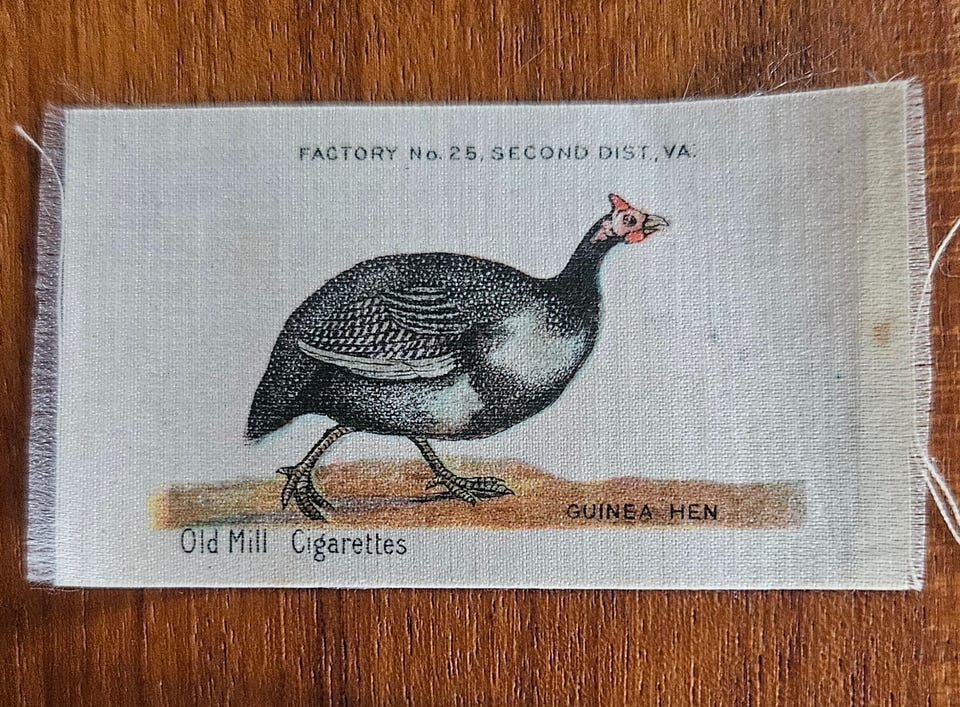 FACTORY No. 25, SECOND DIST., VA.
GUINEA HEN
Old Mill Cigarettes